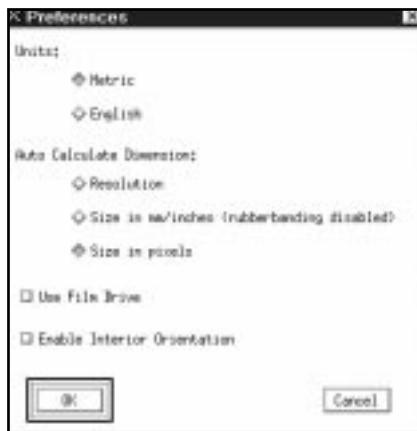 Preferences
Units:
Metric
English
Auto Calculate Dimension:
Resolution
Size in mm/inches (rubberbanding disabled)
Size in pixels
Use Film Drive
Enable Interior Orientation
OK Cancel